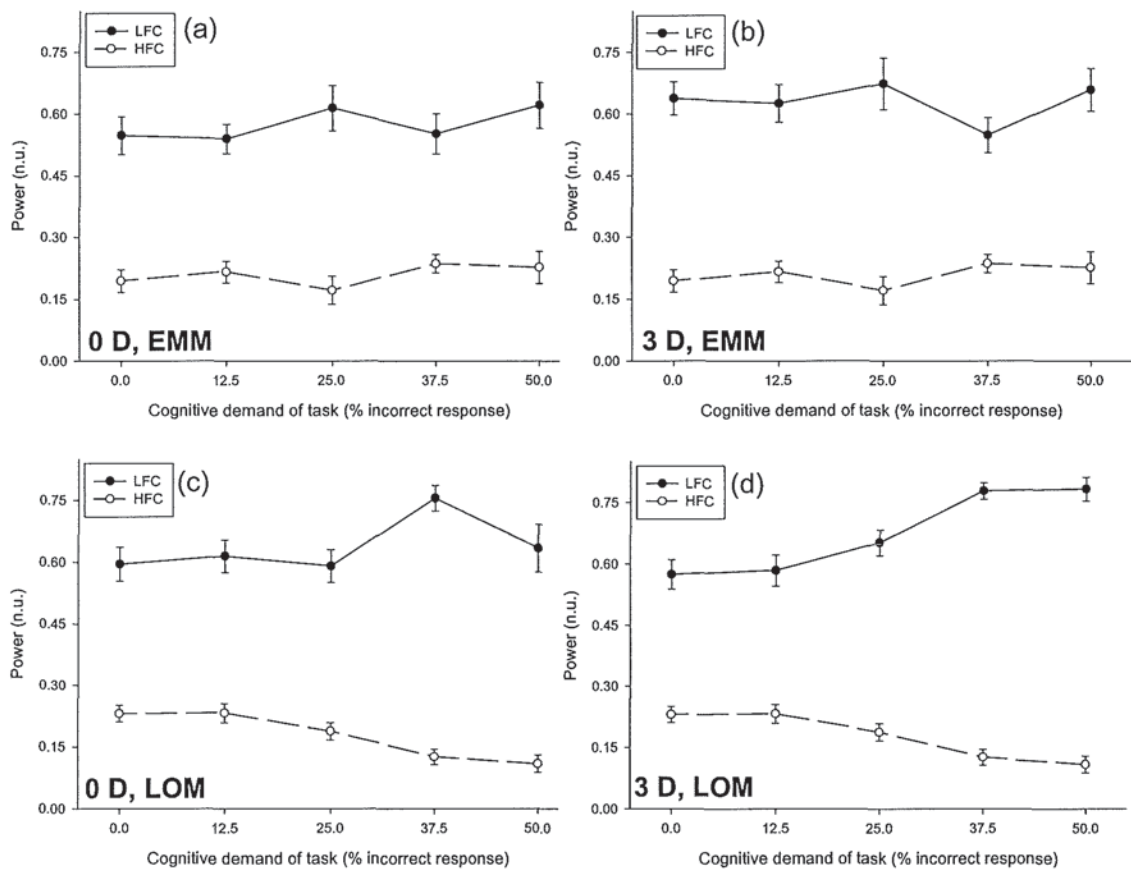 (a)
LFC
HFC
0.75
0.60
0.45
0.30
0.15
0.00
Power (n.u.)
0 D, EMM
0.0 12.5 25.0 37.5 50.0
Cognitive demand of task (% incorrect response)
(b)
LFC
HFC
0.75
0.60
0.45
0.30
0.15
0.00
Power (n.u.)
3 D, EMM
0.0 12.5 25.0 37.5 50.0
Cognitive demand of task (% incorrect response)
(c)
LFC
HFC
0.75
0.60
0.45
0.30
0.15
0.00
Power (n.u.)
0 D, LOM
0.0 12.5 25.0 37.5 50.0
Cognitive demand of task (% incorrect response)
(d)
LFC
HFC
0.75
0.60
0.45
0.30
0.15
0.00
Power (n.u.)
3 D, LOM
0.0 12.5 25.0 37.5 50.0
Cognitive demand of task (% incorrect response)